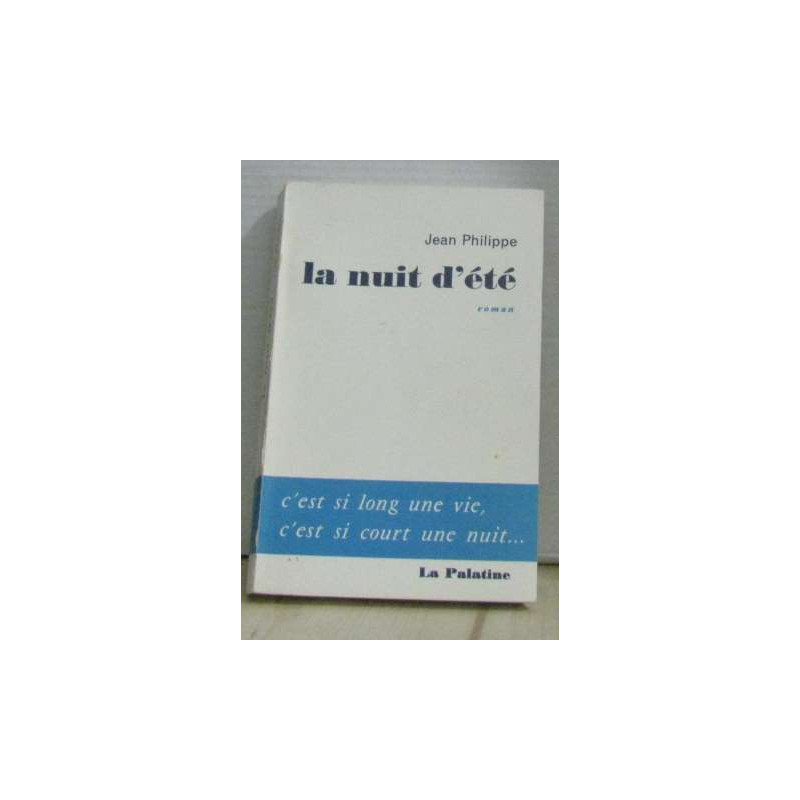 Jean Philippe
la nuit d'été
roman
c'est si long une vie,
c'est si court une nuit...
La Palatine